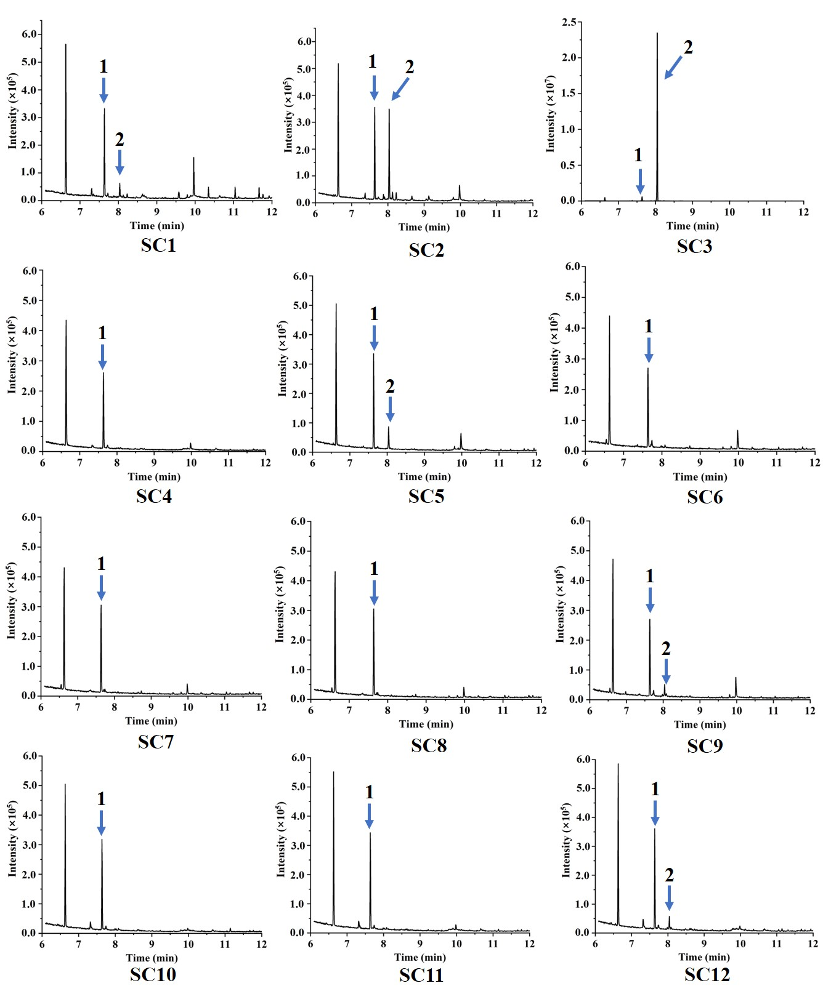 6.0
5.0
4.0
3.0
2.0
1.0
0.0
Intensity (×10⁵)
1
2
6 7 8 9 10 11 12
Time (min)
SC1
6.0
5.0
4.0
3.0
2.0
1.0
0.0
Intensity (×10⁵)
1
2
6 7 8 9 10 11 12
Time (min)
SC2
2.5
2.0
1.5
1.0
0.5
0.0
Intensity (×10⁷)
2
1
6 7 8 9 10 11 12
Time (min)
SC3
6.0
5.0
4.0
3.0
2.0
1.0
0.0
Intensity (×10⁵)
1
6 7 8 9 10 11 12
Time (min)
SC4
6.0
5.0
4.0
3.0
2.0
1.0
0.0
Intensity (×10⁵)
1
2
6 7 8 9 10 11 12
Time (min)
SC5
6.0
5.0
4.0
3.0
2.0
1.0
0.0
Intensity (×10⁵)
1
6 7 8 9 10 11 12
Time (min)
SC6
6.0
5.0
4.0
3.0
2.0
1.0
0.0
Intensity (×10⁵)
1
6 7 8 9 10 11 12
Time (min)
SC7
6.0
5.0
4.0
3.0
2.0
1.0
0.0
Intensity (×10⁵)
1
6 7 8 9 10 11 12
Time (min)
SC8
6.0
5.0
4.0
3.0
2.0
1.0
0.0
Intensity (×10⁵)
1
2
6 7 8 9 10 11 12
Time (min)
SC9
6.0
5.0
4.0
3.0
2.0
1.0
0.0
Intensity (×10⁵)
1
6 7 8 9 10 11 12
Time (min)
SC10
6.0
5.0
4.0
3.0
2.0
1.0
0.0
Intensity (×10⁵)
1
6 7 8 9 10 11 12
Time (min)
SC11
6.0
5.0
4.0
3.0
2.0
1.0
0.0
Intensity (×10⁵)
1
2
6 7 8 9 10 11 12
Time (min)
SC12